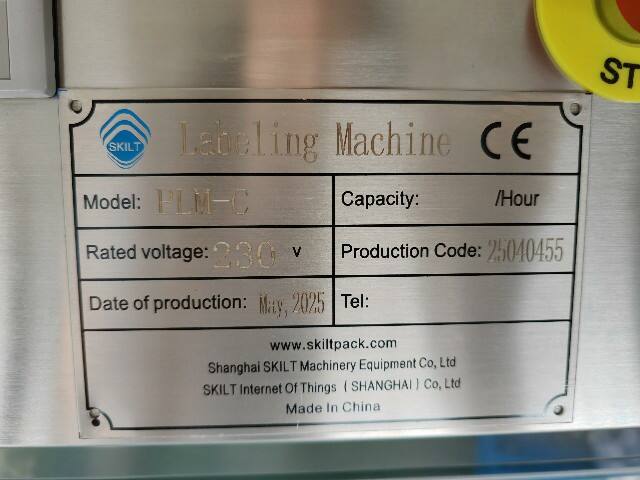 ST
SKILT
Labeling Machine CE
Model: PLM-C
Capacity: /Hour
Rated voltage: 230 V
Production Code: 25040455
Date of production: May, 2025
Tel:
www.skiltpack.com
Shanghai SKILT Machinery Equipment Co, Ltd
SKILT Internet Of Things ( SHANGHAI ) Co, Ltd
Made In China